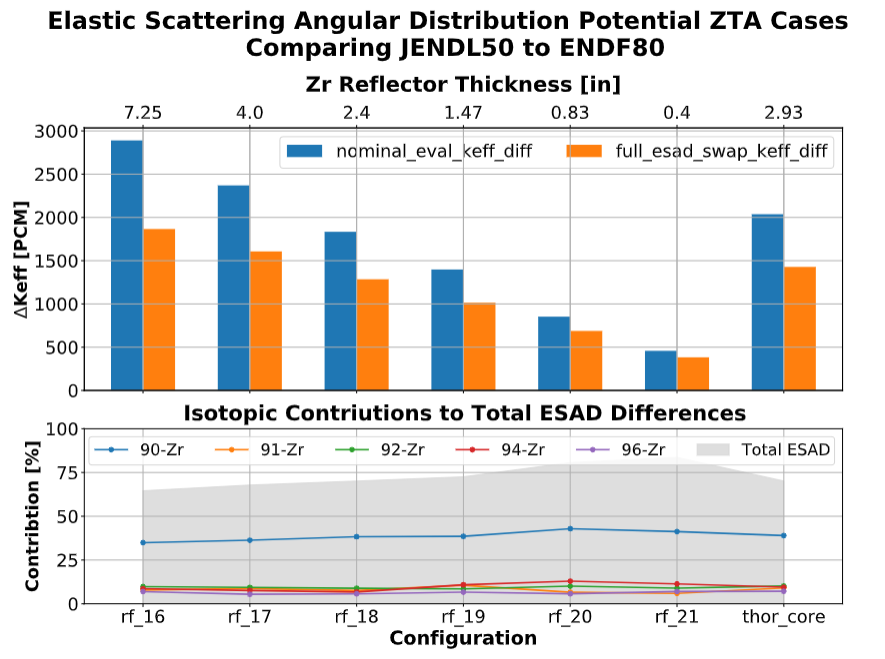 Elastic Scattering Angular Distribution Potential ZTA Cases
Comparing JENDL50 to ENDF80
Zr Reflector Thickness [in]
7.25 4.0 2.4 1.47 0.83 0.4 2.93
nominal_eval_keff_diff full_esad_swap_keff_diff
ΔKeff [PCM]
3000
2500
2000
1500
1000
500
0
Isotopic Contriutions to Total ESAD Differences
90-Zr 91-Zr 92-Zr 94-Zr 96-Zr Total ESAD
Contribtion [%]
100
75
50
25
0
rf_16 rf_17 rf_18 rf_19 rf_20 rf_21 thor_core
Configuration